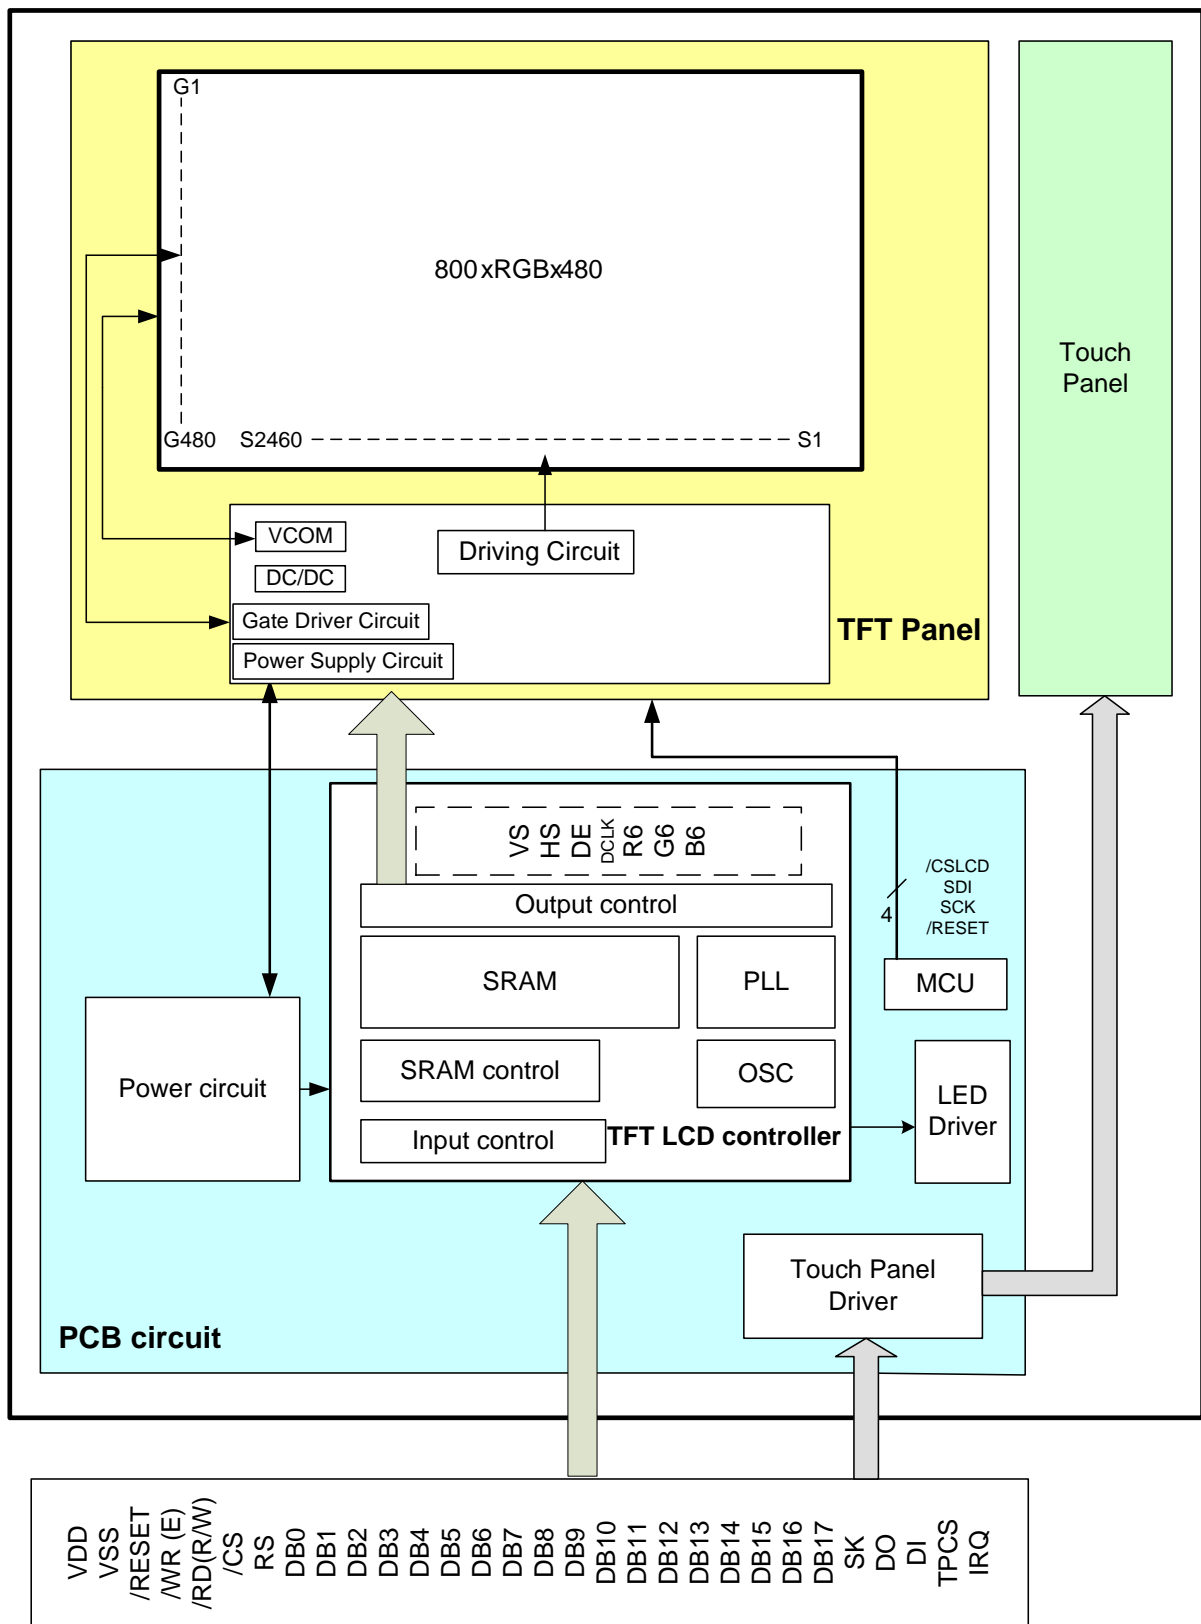 G1
800xRGBx480
G480 S2460 S1
Touch
Panel
VCOM
Driving Circuit
DC/DC
Gate Driver Circuit
Power Supply Circuit
TFT Panel
VS
HS
DE
DCLK
R6
G6
B6
Output control
SRAM
PLL
SRAM control
OSC
Input control
TFT LCD controller
Power circuit
4
/CSLCD
SDI
SCK
/RESET
MCU
LED
Driver
Touch Panel
Driver
PCB circuit
VDD
VSS
/RESET
/WR (E)
/RD(R/W)
/CS
RS
DB0
DB1
DB2
DB3
DB4
DB5
DB6
DB7
DB8
DB9
DB10
DB11
DB12
DB13
DB14
DB15
DB16
DB17
SK
DO
DI
TPCS
IRQ